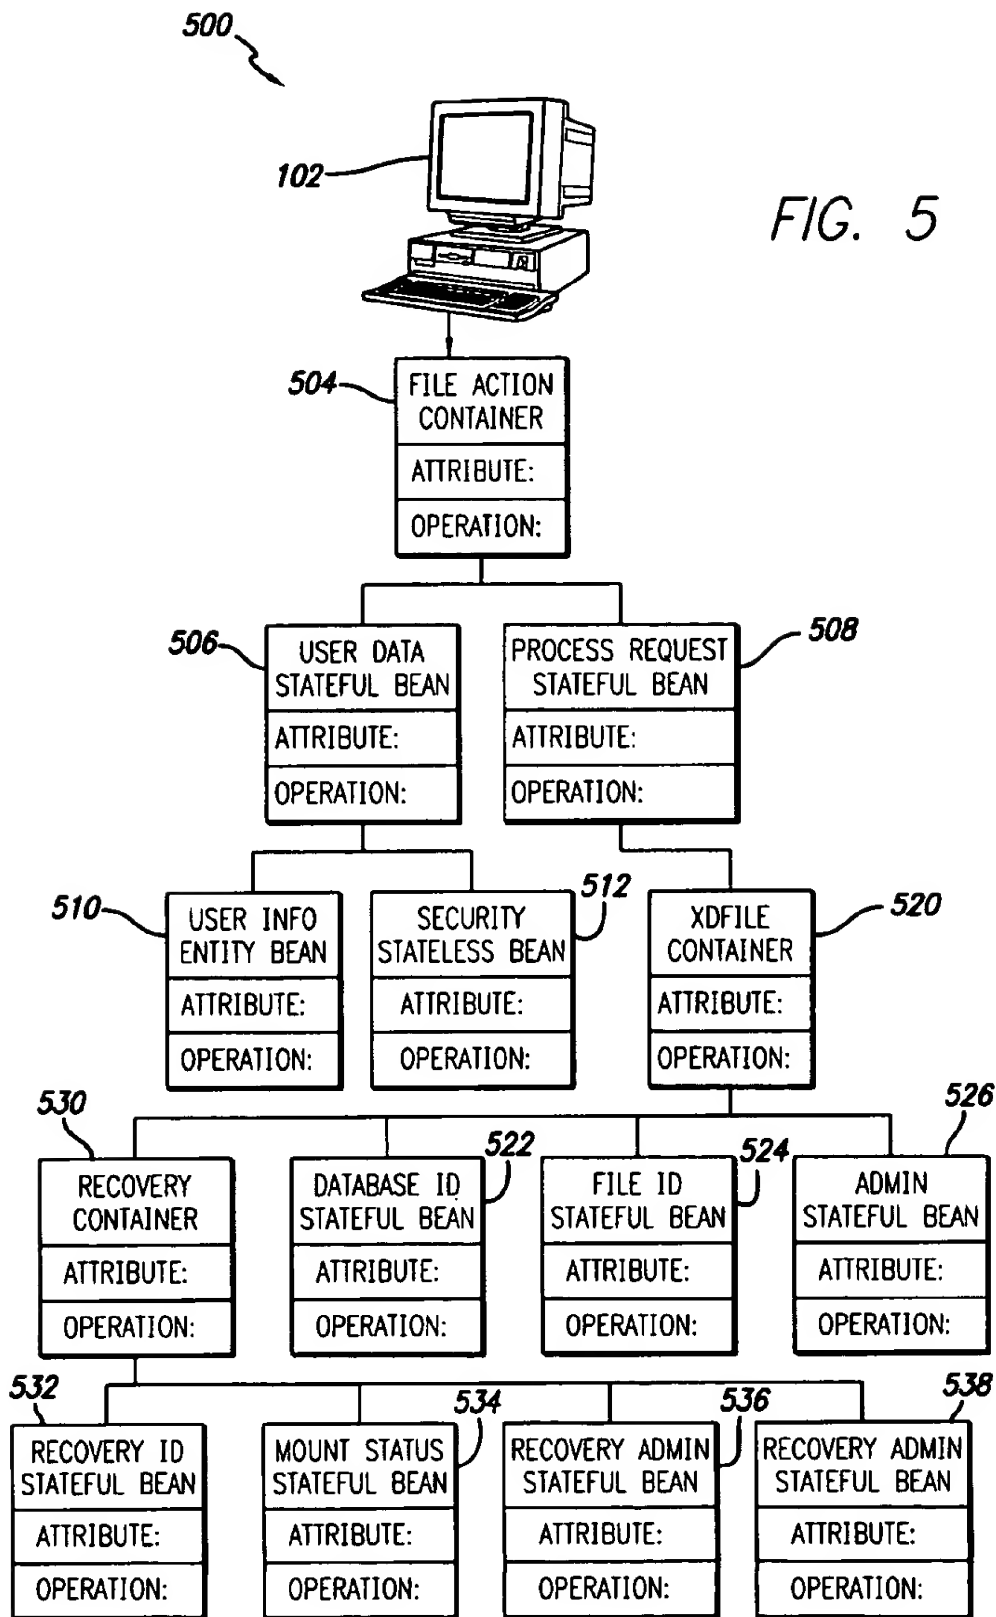 500
102
FIG. 5
504
FILE ACTION
CONTAINER
ATTRIBUTE:
OPERATION:
506
USER DATA
STATEFUL BEAN
ATTRIBUTE:
OPERATION:
PROCESS REQUEST
STATEFUL BEAN
ATTRIBUTE:
OPERATION:
508
510
USER INFO
ENTITY BEAN
ATTRIBUTE:
OPERATION:
SECURITY
STATELESS BEAN
ATTRIBUTE:
OPERATION:
512
XDFILE
CONTAINER
ATTRIBUTE:
OPERATION:
520
530
RECOVERY
CONTAINER
ATTRIBUTE:
OPERATION:
522
DATABASE ID
STATEFUL BEAN
ATTRIBUTE:
OPERATION:
524
FILE ID
STATEFUL BEAN
ATTRIBUTE:
OPERATION:
526
ADMIN
STATEFUL BEAN
ATTRIBUTE:
OPERATION:
532
RECOVERY ID
STATEFUL BEAN
ATTRIBUTE:
OPERATION:
534
MOUNT STATUS
STATEFUL BEAN
ATTRIBUTE:
OPERATION:
536
RECOVERY ADMIN
STATEFUL BEAN
ATTRIBUTE:
OPERATION:
538
RECOVERY ADMIN
STATEFUL BEAN
ATTRIBUTE:
OPERATION: